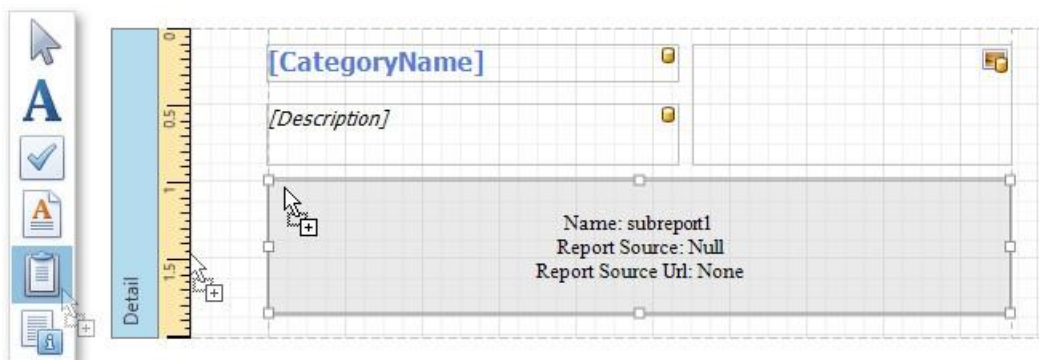 A
A
Detail
0
0.5
1
1.5
[CategoryName]
[Description]
Name: subreport1
Report Source: Null
Report Source Url: None
i